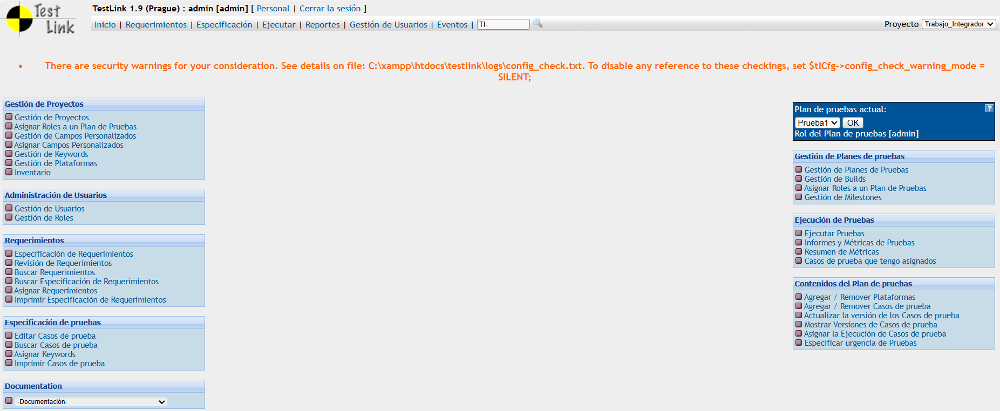 Test Link
TestLink 1.9 (Prague) : admin [admin] [ Personal | Cerrar la sesión ]
Inicio | Requerimientos | Especificación | Ejecutar | Reportes | Gestión de Usuarios | Eventos | TI-
Proyecto Trabajo_Integrador
• There are security warnings for your consideration. See details on file: C:\xampp\htdocs\testlink\logs\config_check.txt. To disable any reference to these checkings, set $tlCfg->config_check_warning_mode =
SILENT;
Gestión de Proyectos
Gestión de Proyectos
Asignar Roles a un Plan de Pruebas
Gestión de Campos Personalizados
Asignar Campos Personalizados
Gestión de Keywords
Gestión de Plataformas
Inventario
Administración de Usuarios
Gestión de Usuarios
Gestión de Roles
Requerimientos
Especificación de Requerimientos
Revisión de Requerimientos
Buscar Requerimientos
Buscar Especificación de Requerimientos
Asignar Requerimientos
Imprimir Especificación de Requerimientos
Especificación de pruebas
Editar Casos de prueba
Buscar Casos de prueba
Asignar Keywords
Imprimir Casos de prueba
Documentation
-Documentación-
Plan de pruebas actual: ?
Prueba1 OK
Rol del Plan de pruebas [admin]
Gestión de Planes de pruebas
Gestión de Planes de Pruebas
Gestión de Builds
Asignar Roles a un Plan de Pruebas
Gestión de Milestones
Ejecución de Pruebas
Ejecutar Pruebas
Informes y Métricas de Pruebas
Resumen de Métricas
Casos de prueba que tengo asignados
Contenidos del Plan de pruebas
Agregar / Remover Plataformas
Agregar / Remover Casos de prueba
Actualizar la versión de los Casos de prueba
Mostrar Versiones de Casos de prueba
Asignar la Ejecución de Casos de prueba
Especificar urgencia de Pruebas